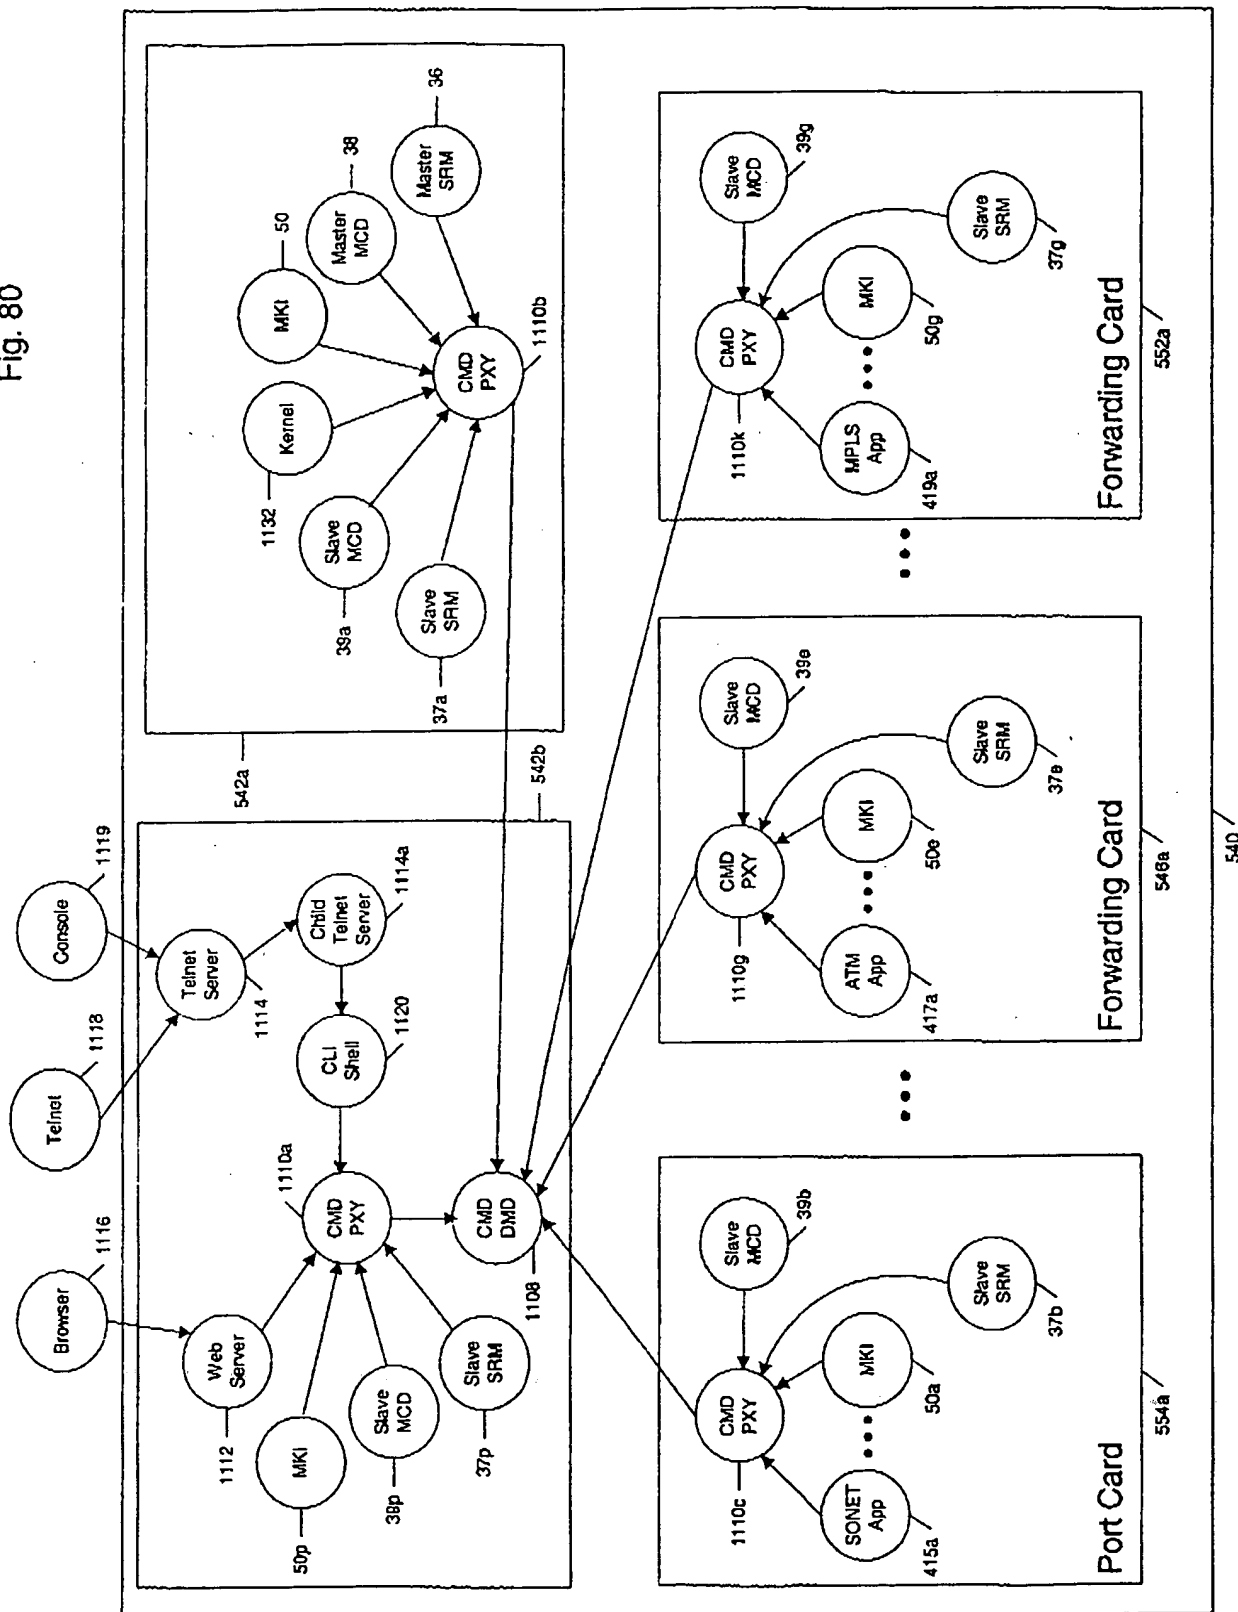 Fig. 80
Browser
1116
Telnet
1118
Console
1119
Web
Server
1112
MKI
50p
Slave
MCD
38p
Slave
SRM
37p
CMD
PXY
1110a
CMD
DMD
1108
CLI
Shell
1120
Telnet
Server
1114
Child
Telnet
Server
1114a
542b
542a
Slave
SRM
37a
Slave
MCD
39a
Kernel
1132
MKI
50
Master
MCD
38
Master
SRM
36
CMD
PXY
1110b
SONET
App
415a
CMD
PXY
1110c
MKI
50a
Slave
MCD
39b
Slave
SRM
37b
Port Card
554a
ATM
App
417a
CMD
PXY
1110g
MKI
50e
Slave
MCD
39e
Slave
SRM
37e
Forwarding Card
546a
MPLS
App
419a
CMD
PXY
1110k
MKI
50g
Slave
MCD
39g
Slave
SRM
37g
Forwarding Card
552a
540